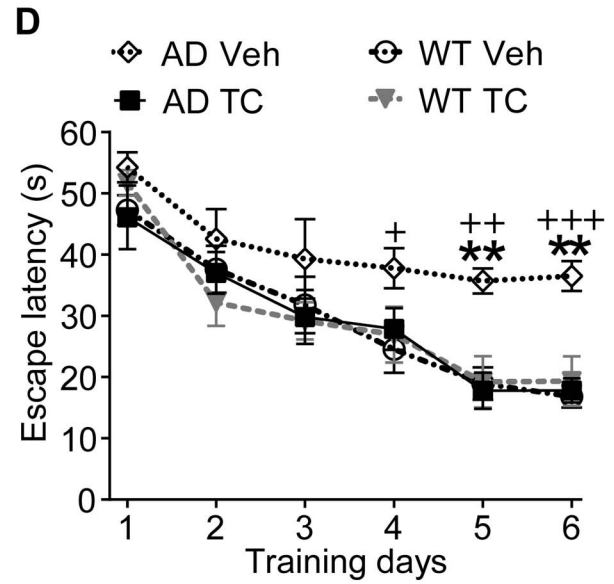 D
AD Veh WT Veh
AD TC WT TC
Escape latency (s)
60
50
40
30
20
10
0
+ ++ +++
** **
1 2 3 4 5 6
Training days